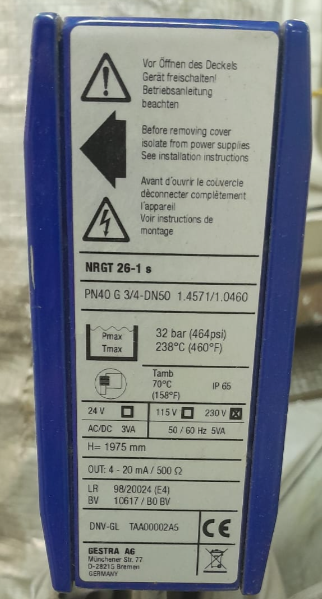 Vor Öffnen des Deckels
Gerät freischalten!
Betriebsanleitung
beachten
Before removing cover
isolate from power supplies
See installation instructions
Avant d'ouvrir le couvercle
déconnecter complètement
l'appareil
Voir instructions de
montage
NRGT 26-1 s
PN40 G 3/4-DN50 1.4571/1.0460
Pmax 32 bar (464psi)
Tmax 238°C (460°F)
Tamb
70°C IP 65
(158°F)
24 V 115 V 230 V
AC/DC 3VA 50 / 60 Hz 5VA
H= 1975 mm
OUT: 4 - 20 mA / 500 Ω
LR 98/20024 (E4)
BV 10617 / B0 BV
DNV-GL TAA00002A5 CE
GESTRA AG
Münchener Str. 77
D-28215 Bremen
GERMANY